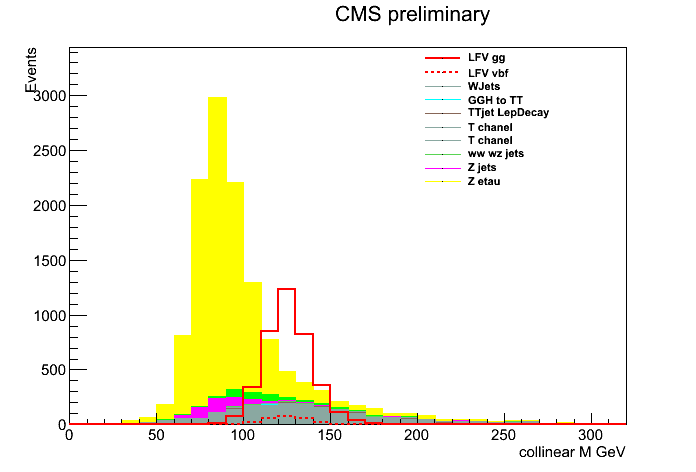 CMS preliminary
Events
3000
2500
2000
1500
1000
500
0
LFV gg
LFV vbf
WJets
GGH to TT
TTjet LepDecay
T chanel
T chanel
ww wz jets
Z jets
Z etau
0 50 100 150 200 250 300
collinear M GeV